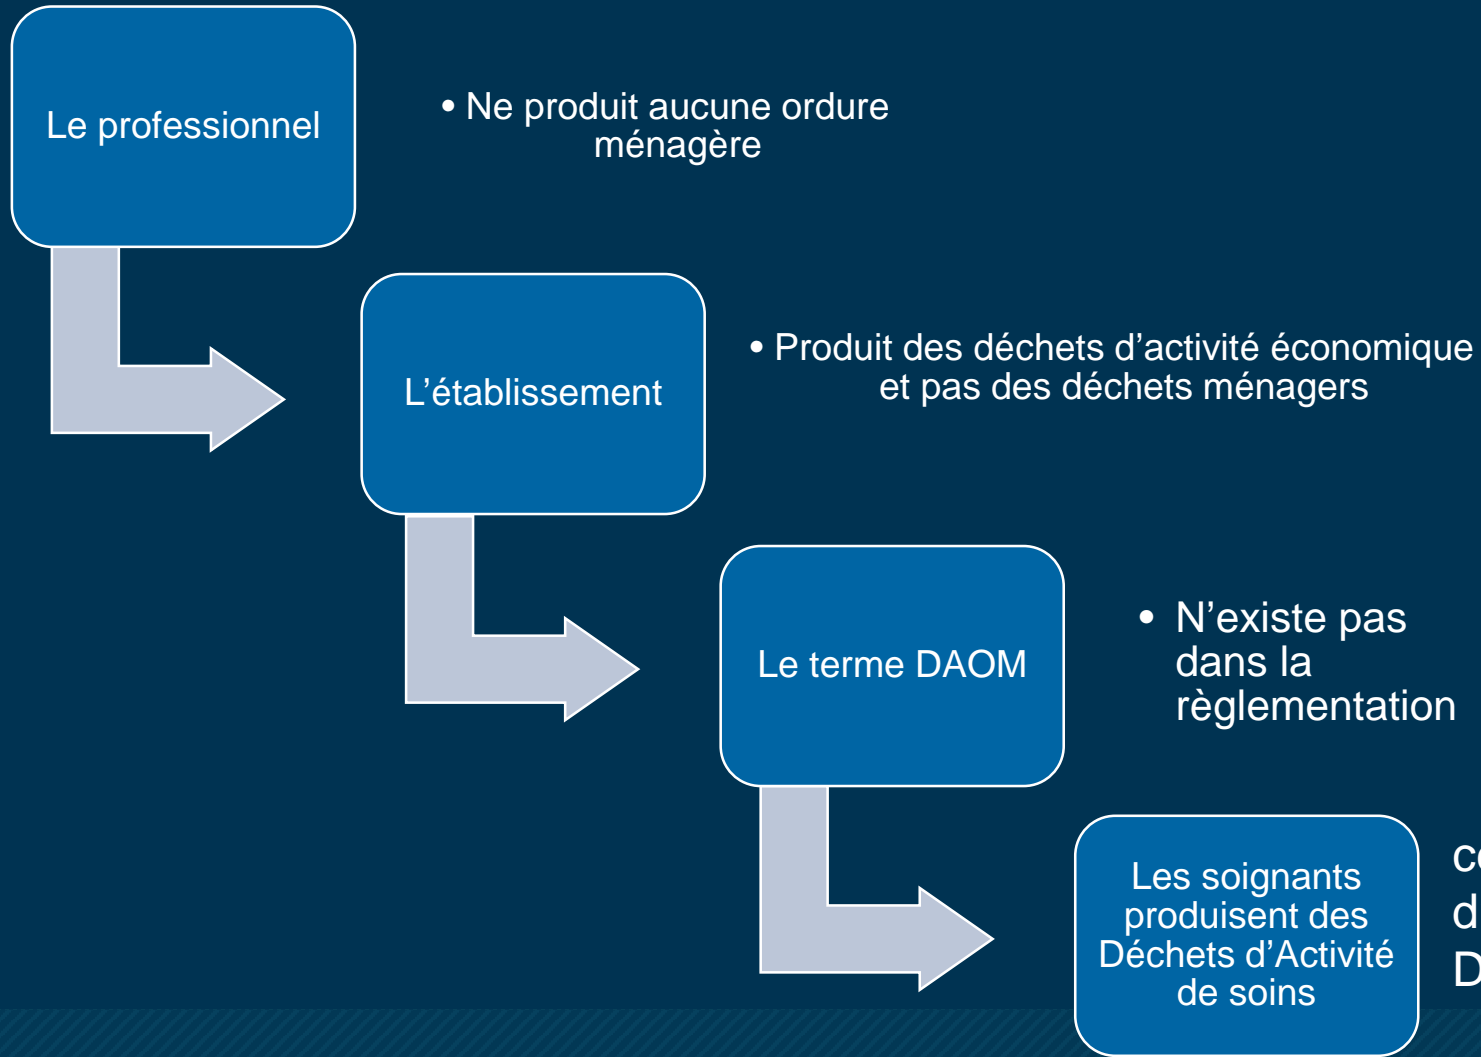 Le professionnel
• Ne produit aucune ordure
ménagère
L’établissement
• Produit des déchets d’activité économique
et pas des déchets ménagers
Le terme DAOM
• N’existe pas
dans la
règlementation
Les soignants
produisent des
Déchets d’Activité
de soins